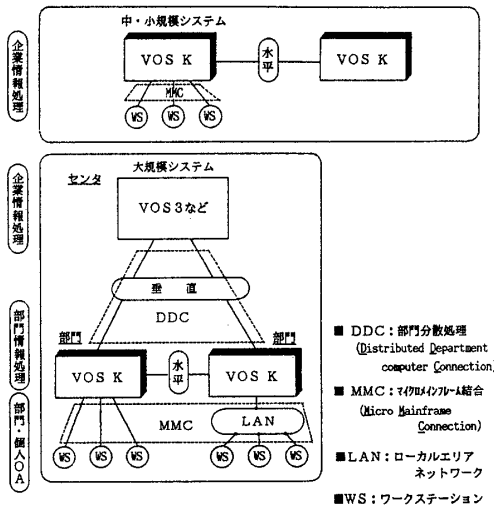 中・小規模システム
企業情報処理
VOS K
水平
VOS K
MMC
WS WS WS
大規模システム
企業情報処理
センタ
VOS3など
垂直
DDC
部門情報処理
部門
部門
VOS K
水平
VOS K
部門・個人OA
MMC
LAN
WS WS WS WS WS WS
■ DDC：部門分散処理
(Distributed Department
computer Connection)
■ MMC：マイクロメインフレーム結合
(Micro Mainframe
Connection)
■LAN：ローカルエリア
ネットワーク
■WS：ワークステーション